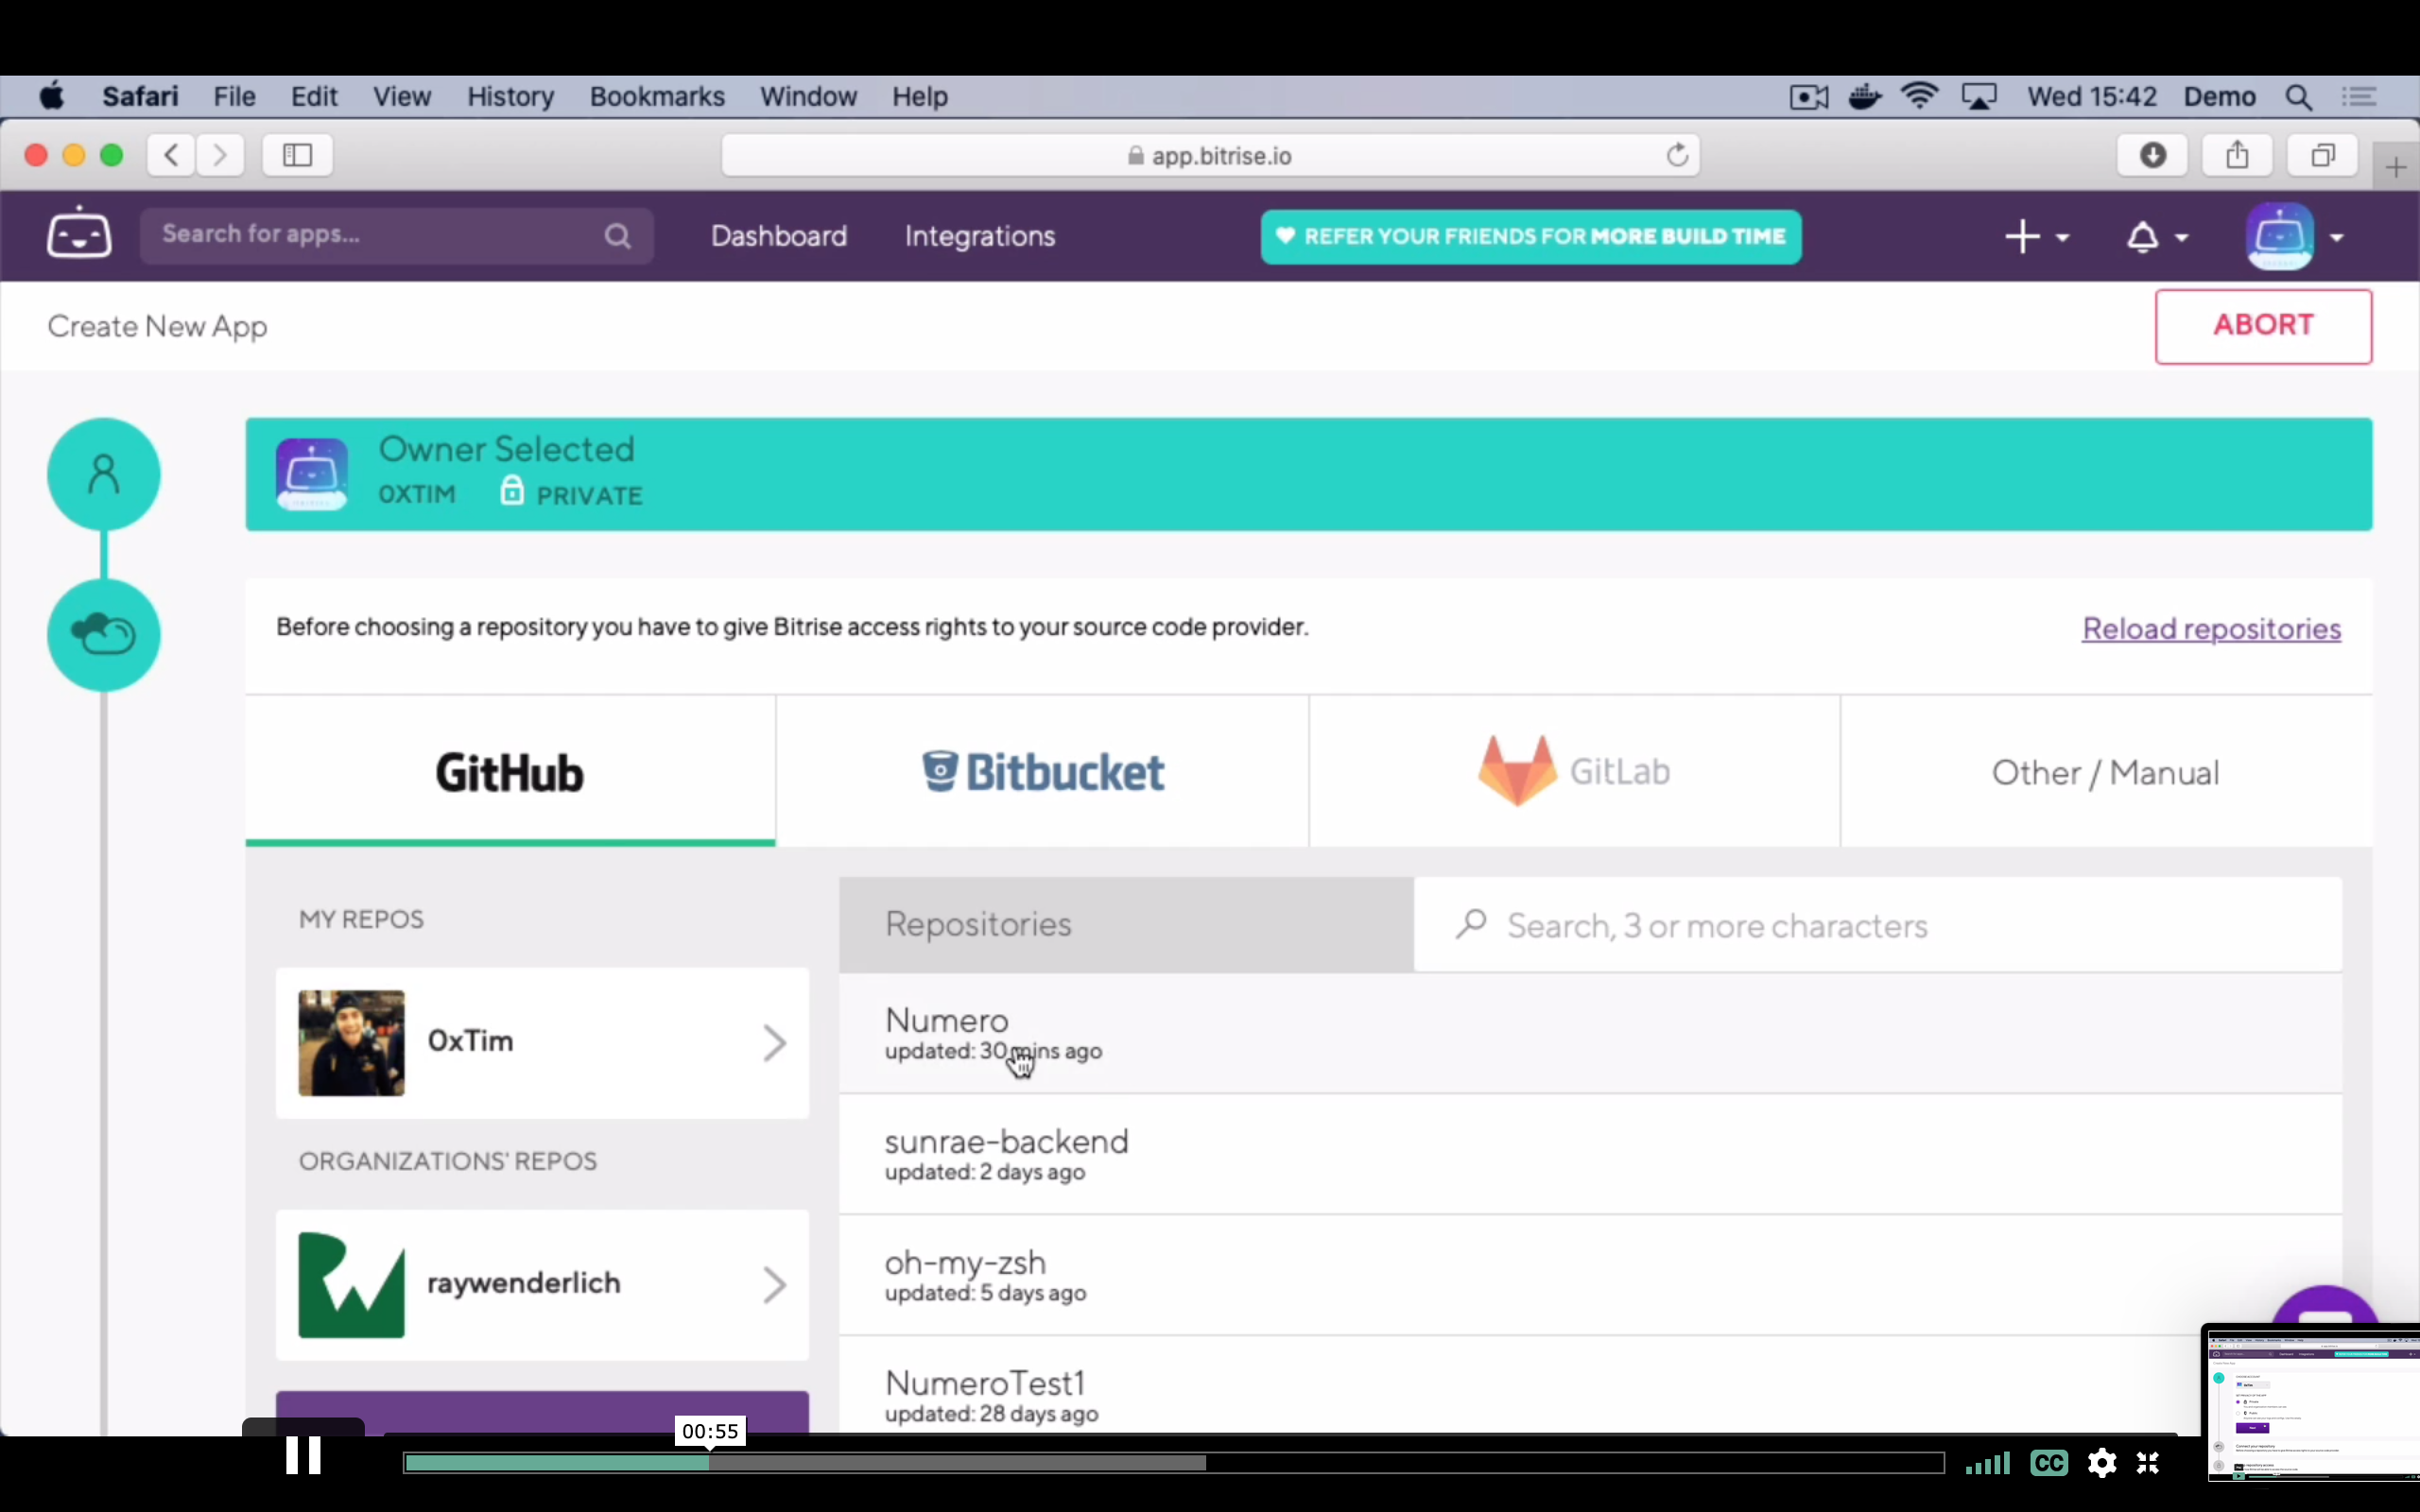 Safari File Edit View History Bookmarks Window Help Wed 15:42 Demo
app.bitrise.io
Search for apps... Dashboard Integrations REFER YOUR FRIENDS FOR MORE BUILD TIME
Create New App ABORT
Owner Selected
0XTIM PRIVATE
Before choosing a repository you have to give Bitrise access rights to your source code provider. Reload repositories
GitHub Bitbucket GitLab Other / Manual
MY REPOS
0xTim
ORGANIZATIONS' REPOS
raywenderlich
Repositories Search, 3 or more characters
Numero
updated: 30 mins ago
sunrae-backend
updated: 2 days ago
oh-my-zsh
updated: 5 days ago
NumeroTest1
updated: 28 days ago
00:55
CC